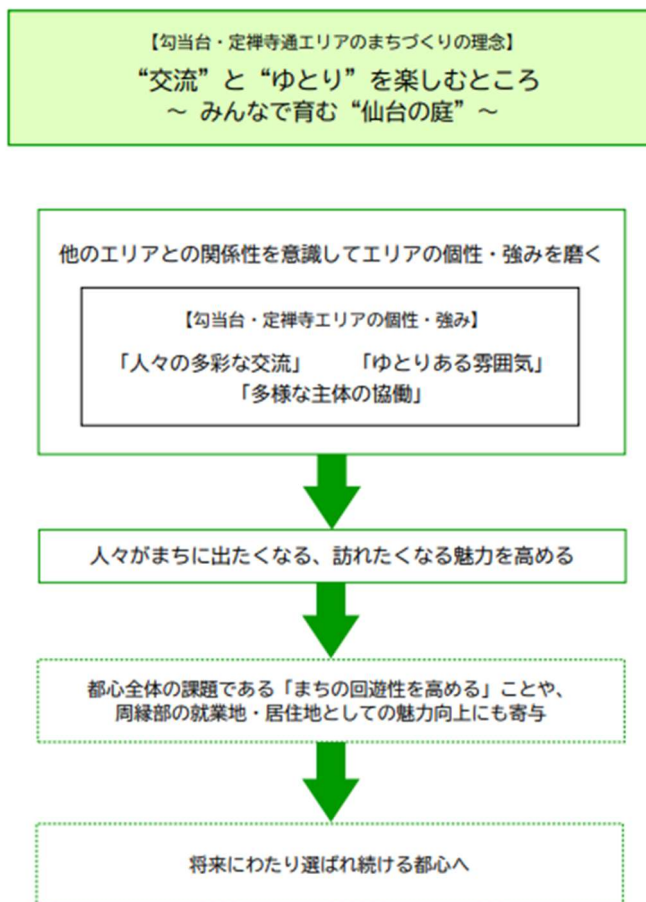 【勾当台・定禅寺通エリアのまちづくりの理念】
“交流”と“ゆとり”を楽しむところ
～ みんなで育む“仙台の庭”～
他のエリアとの関係性を意識してエリアの個性・強みを磨く
【勾当台・定禅寺エリアの個性・強み】
「人々の多彩な交流」 「ゆとりある雰囲気」
「多様な主体の協働」
人々がまちに出たくなる、訪れたくなる魅力を高める
都心全体の課題である「まちの回遊性を高める」ことや、
周縁部の就業地・居住地としての魅力向上にも寄与
将来にわたり選ばれ続ける都心へ